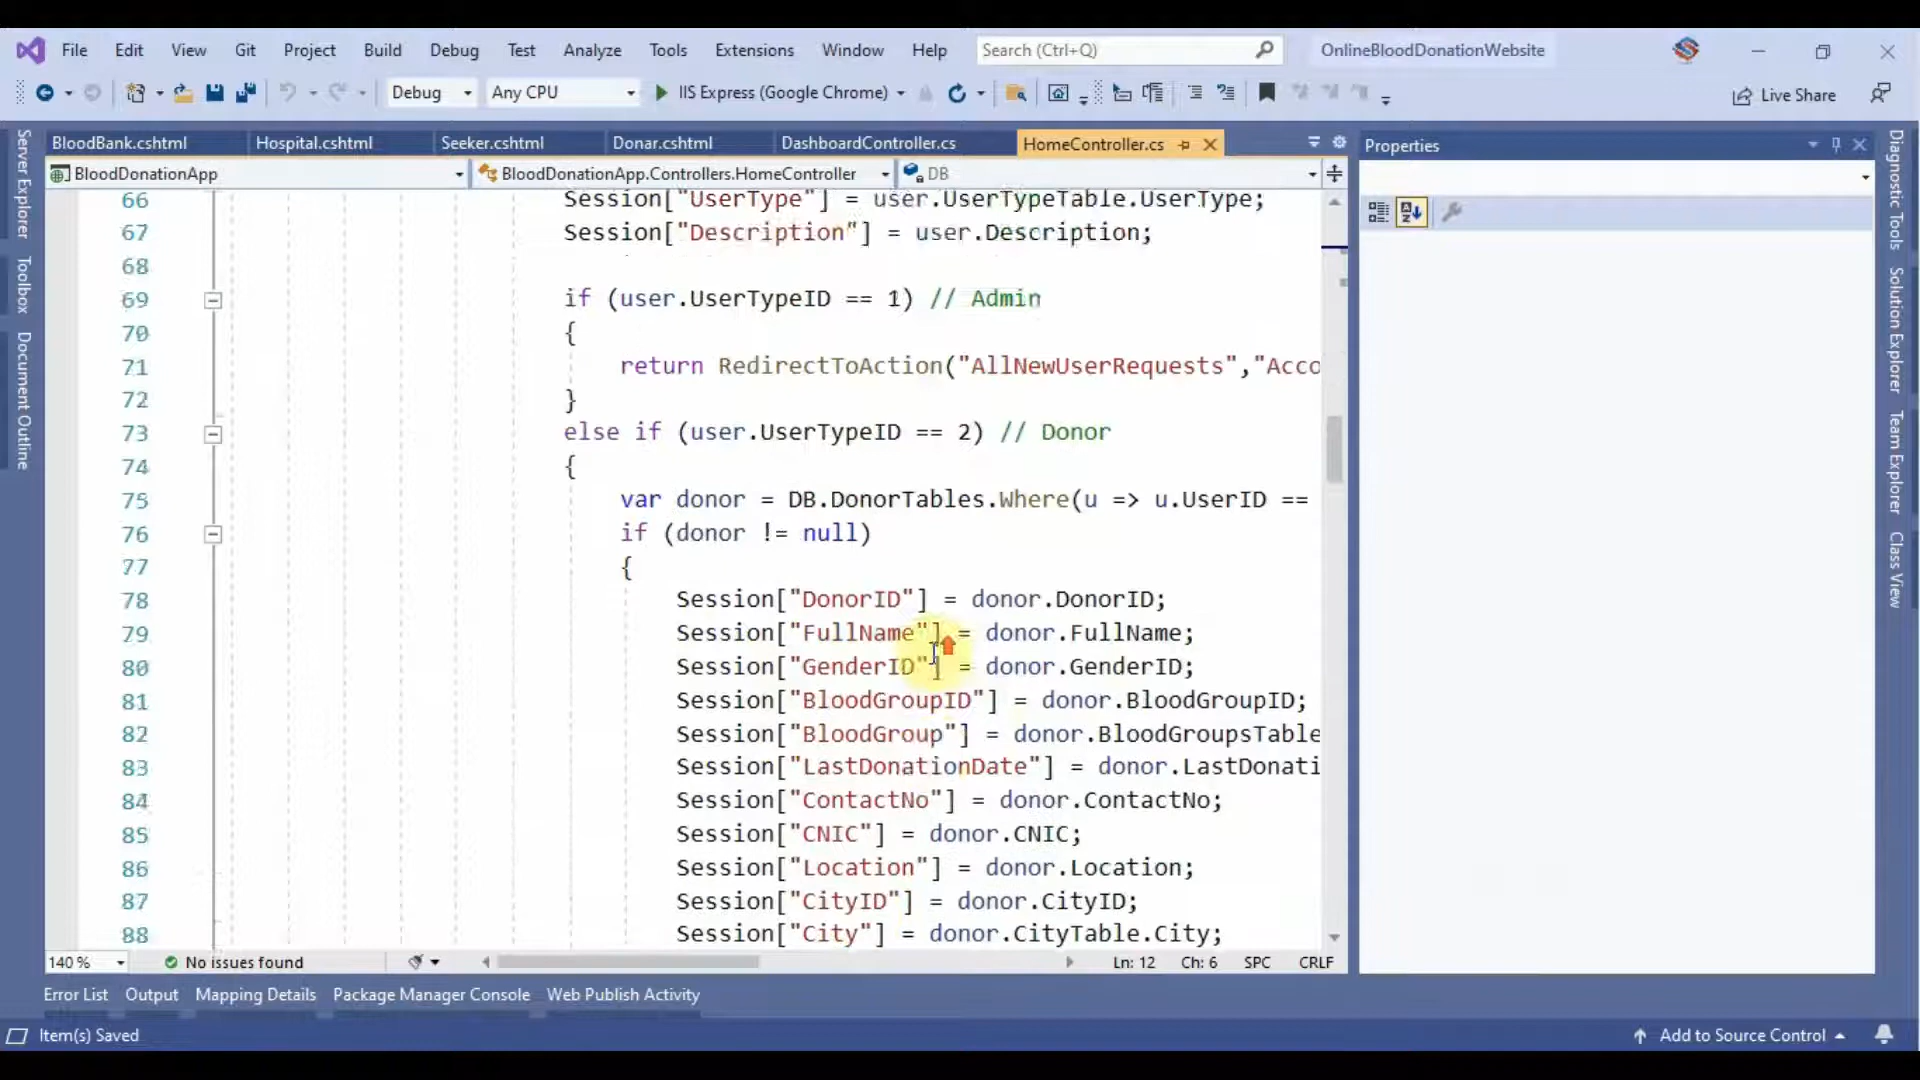 File Edit View Git Project Build Debug Test Analyze Tools Extensions Window Help Search (Ctrl+Q) OnlineBloodDonationWebsite
Debug Any CPU IIS Express (Google Chrome) Live Share
BloodBank.cshtml Hospital.cshtml Seeker.cshtml Donar.cshtml DashboardController.cs HomeController.cs
BloodDonationApp BloodDonationApp.Controllers.HomeController DB
66 Session["UserType"] = user.UserTypeTable.UserType;
67 Session["Description"] = user.Description;
68
69 if (user.UserTypeID == 1) // Admin
70 {
71 return RedirectToAction("AllNewUserRequests","Acco
72 }
73 else if (user.UserTypeID == 2) // Donor
74 {
75 var donor = DB.DonorTables.Where(u => u.UserID ==
76 if (donor != null)
77 {
78 Session["DonorID"] = donor.DonorID;
79 Session["FullName"] = donor.FullName;
80 Session["GenderID"] = donor.GenderID;
81 Session["BloodGroupID"] = donor.BloodGroupID;
82 Session["BloodGroup"] = donor.BloodGroupsTable
83 Session["LastDonationDate"] = donor.LastDonati
84 Session["ContactNo"] = donor.ContactNo;
85 Session["CNIC"] = donor.CNIC;
86 Session["Location"] = donor.Location;
87 Session["CityID"] = donor.CityID;
88 Session["City"] = donor.CityTable.City;
140 % No issues found Ln: 12 Ch: 6 SPC CRLF
Error List Output Mapping Details Package Manager Console Web Publish Activity
Item(s) Saved Add to Source Control
Server Explorer
Toolbox
Document Outline
Properties
Diagnostic Tools
Solution Explorer
Team Explorer
Class View